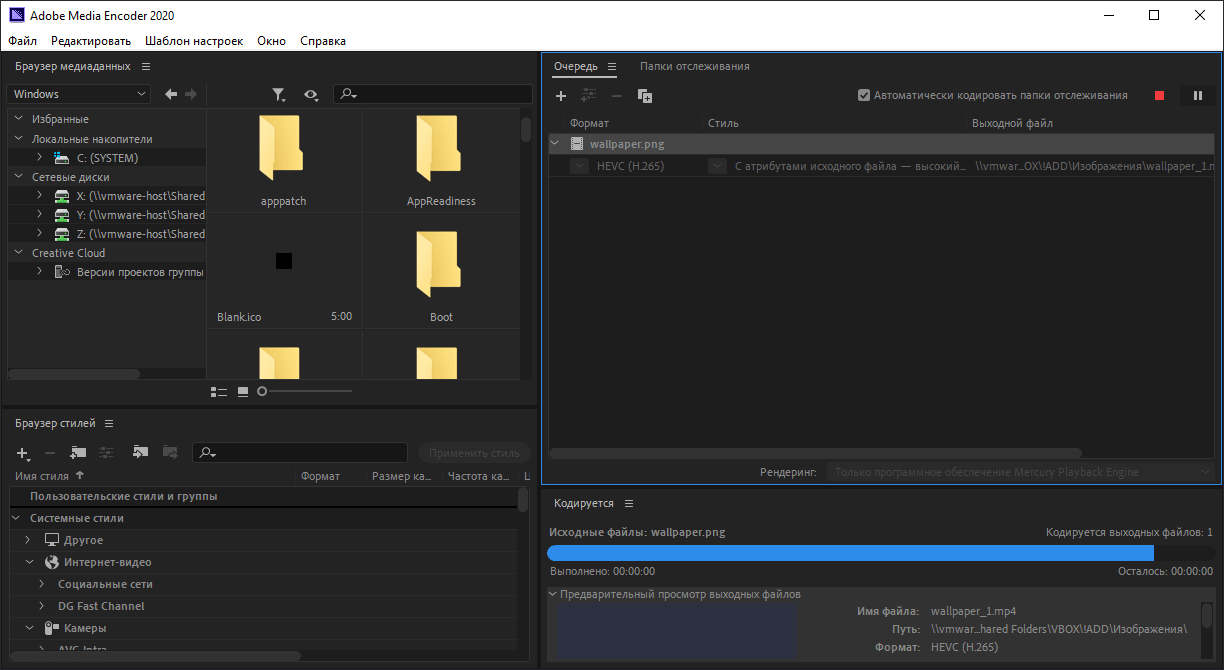 Adobe Media Encoder 2020
Файл Редактировать Шаблон настроек Окно Справка
Браузер медиаданных
Windows
Избранные
Локальные накопители
C: (SYSTEM)
Сетевые диски
X: (\\vmware-host\Shared
Y: (\\vmware-host\Shared
Z: (\\vmware-host\Shared
Creative Cloud
Версии проектов группы
apppatch
AppReadiness
Blank.ico 5:00
Boot
Браузер стилей
Применить стиль
Имя стиля Формат Размер ка... Частота ка... Ц
Пользовательские стили и группы
Системные стили
Другое
Интернет-видео
Социальные сети
DG Fast Channel
Камеры
AVC-Intra
Очередь Папки отслеживания
Автоматически кодировать папки отслеживания
Формат Стиль Выходной файл
wallpaper.png
HEVC (H.265) С атрибутами исходного файла — высокий... \\vmwar...OX\!ADD\Изображения\wallpaper_1.m
Рендеринг: Только программное обеспечение Mercury Playback Engine
Кодируется
Исходные файлы: wallpaper.png Кодируется выходных файлов: 1
Выполнено: 00:00:00 Осталось: 00:00:00
Предварительный просмотр выходных файлов
Имя файла: wallpaper_1.mp4
Путь: \\vmwar...hared Folders\VBOX\!ADD\Изображения\
Формат: HEVC (H.265)